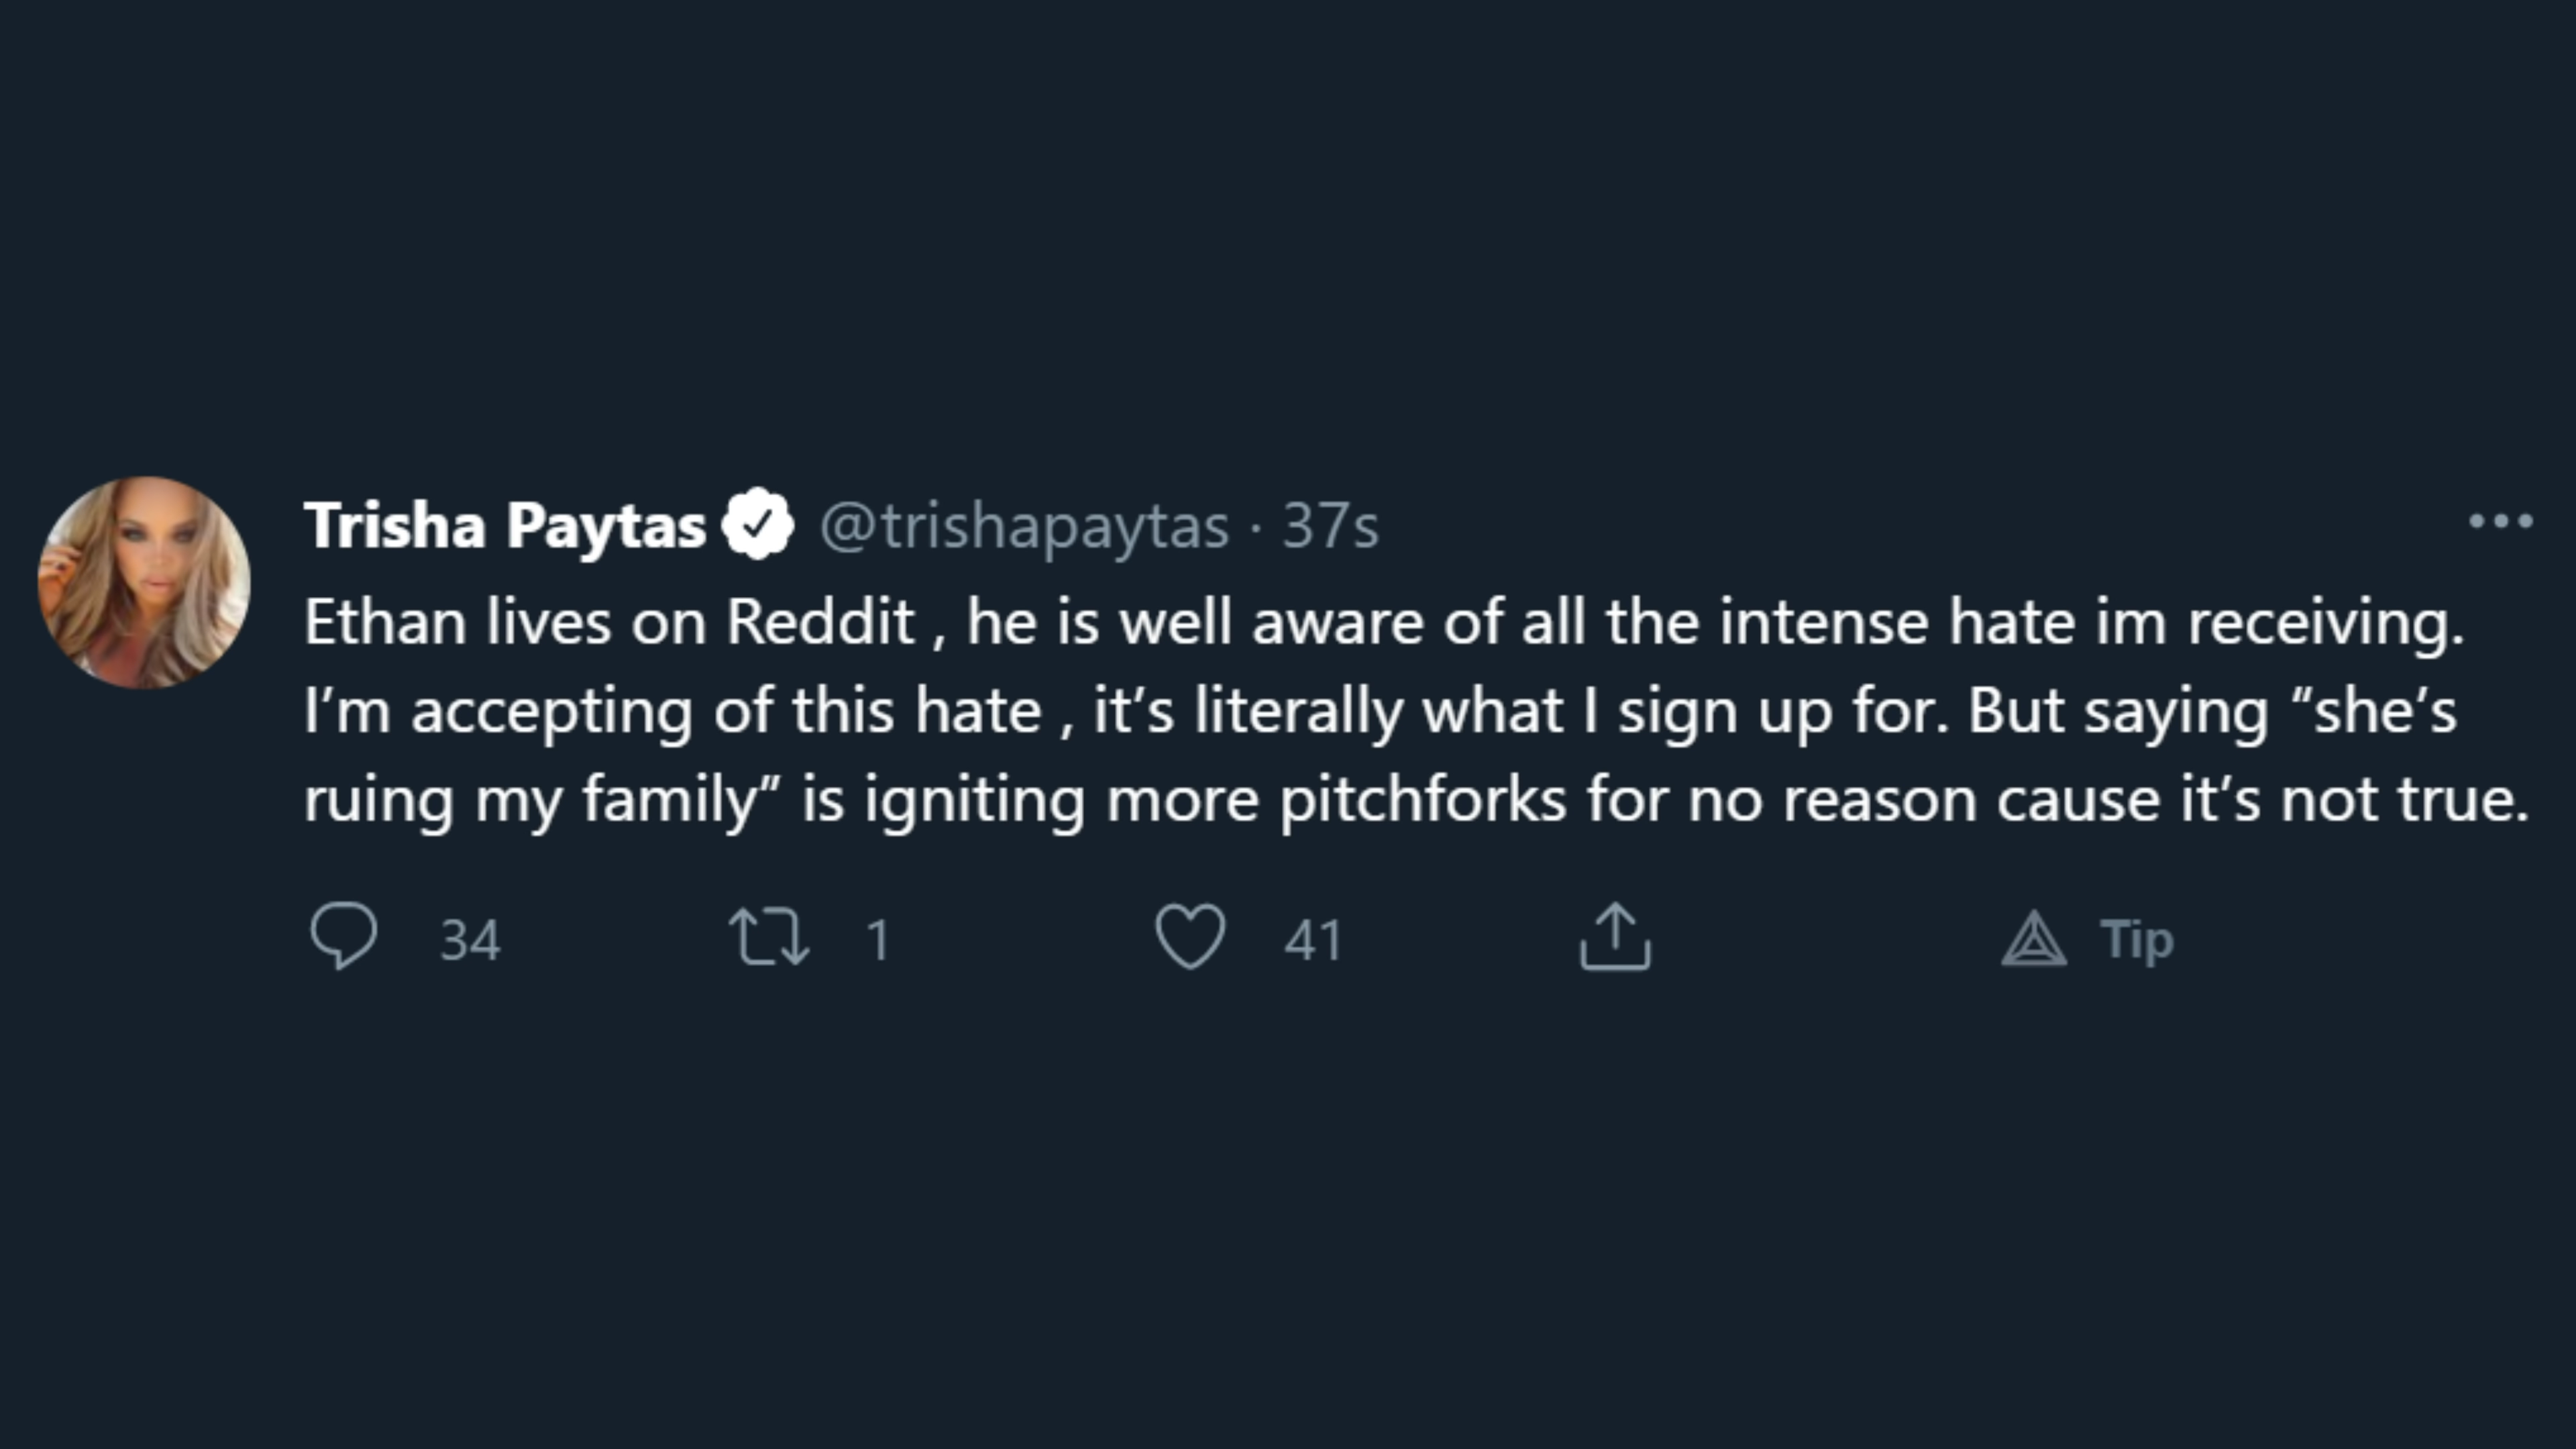 Trisha Paytas @trishapaytas · 37s
Ethan lives on Reddit , he is well aware of all the intense hate im receiving.
I’m accepting of this hate , it’s literally what I sign up for. But saying “she’s
ruing my family” is igniting more pitchforks for no reason cause it’s not true.
34 1 41 Tip